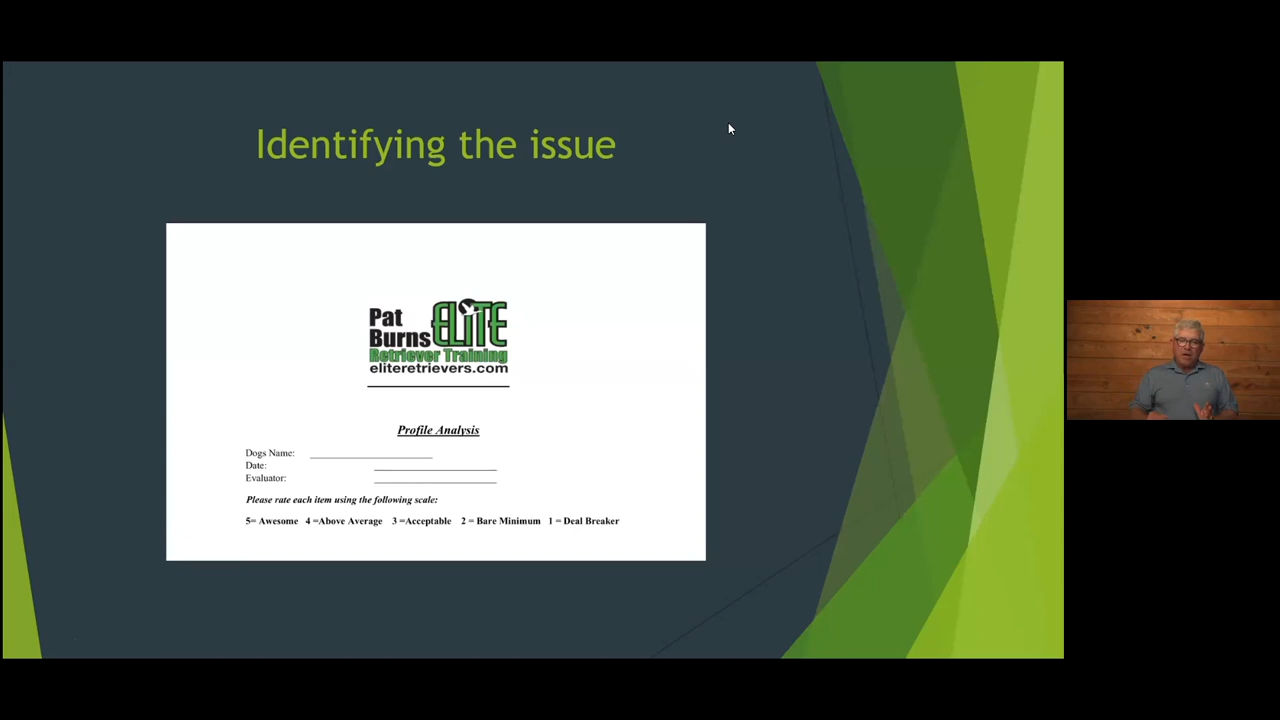 Identifying the issue
Pat
Burns ELITE
Retriever Training
eliteretrievers.com
Profile Analysis
Dogs Name:
Date:
Evaluator:
Please rate each item using the following scale:
5= Awesome 4 =Above Average 3 =Acceptable 2 = Bare Minimum 1 = Deal Breaker